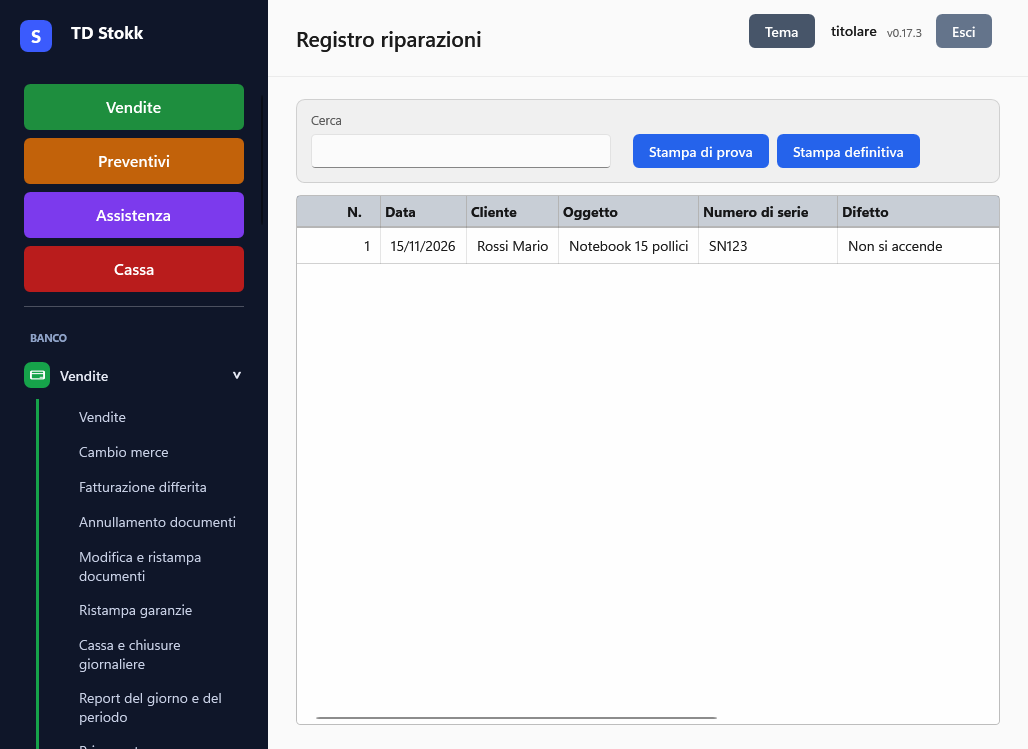 S
TD Stokk
Vendite
Preventivi
Assistenza
Cassa
BANCO
Vendite
Vendite
Cambio merce
Fatturazione differita
Annullamento documenti
Modifica e ristampa
documenti
Ristampa garanzie
Cassa e chiusure
giornaliere
Report del giorno e del
periodo
Registro riparazioni
Tema
titolare
v0.17.3
Esci
Cerca
Stampa di prova
Stampa definitiva
N. Data Cliente Oggetto Numero di serie Difetto
1 15/11/2026 Rossi Mario Notebook 15 pollici SN123 Non si accende